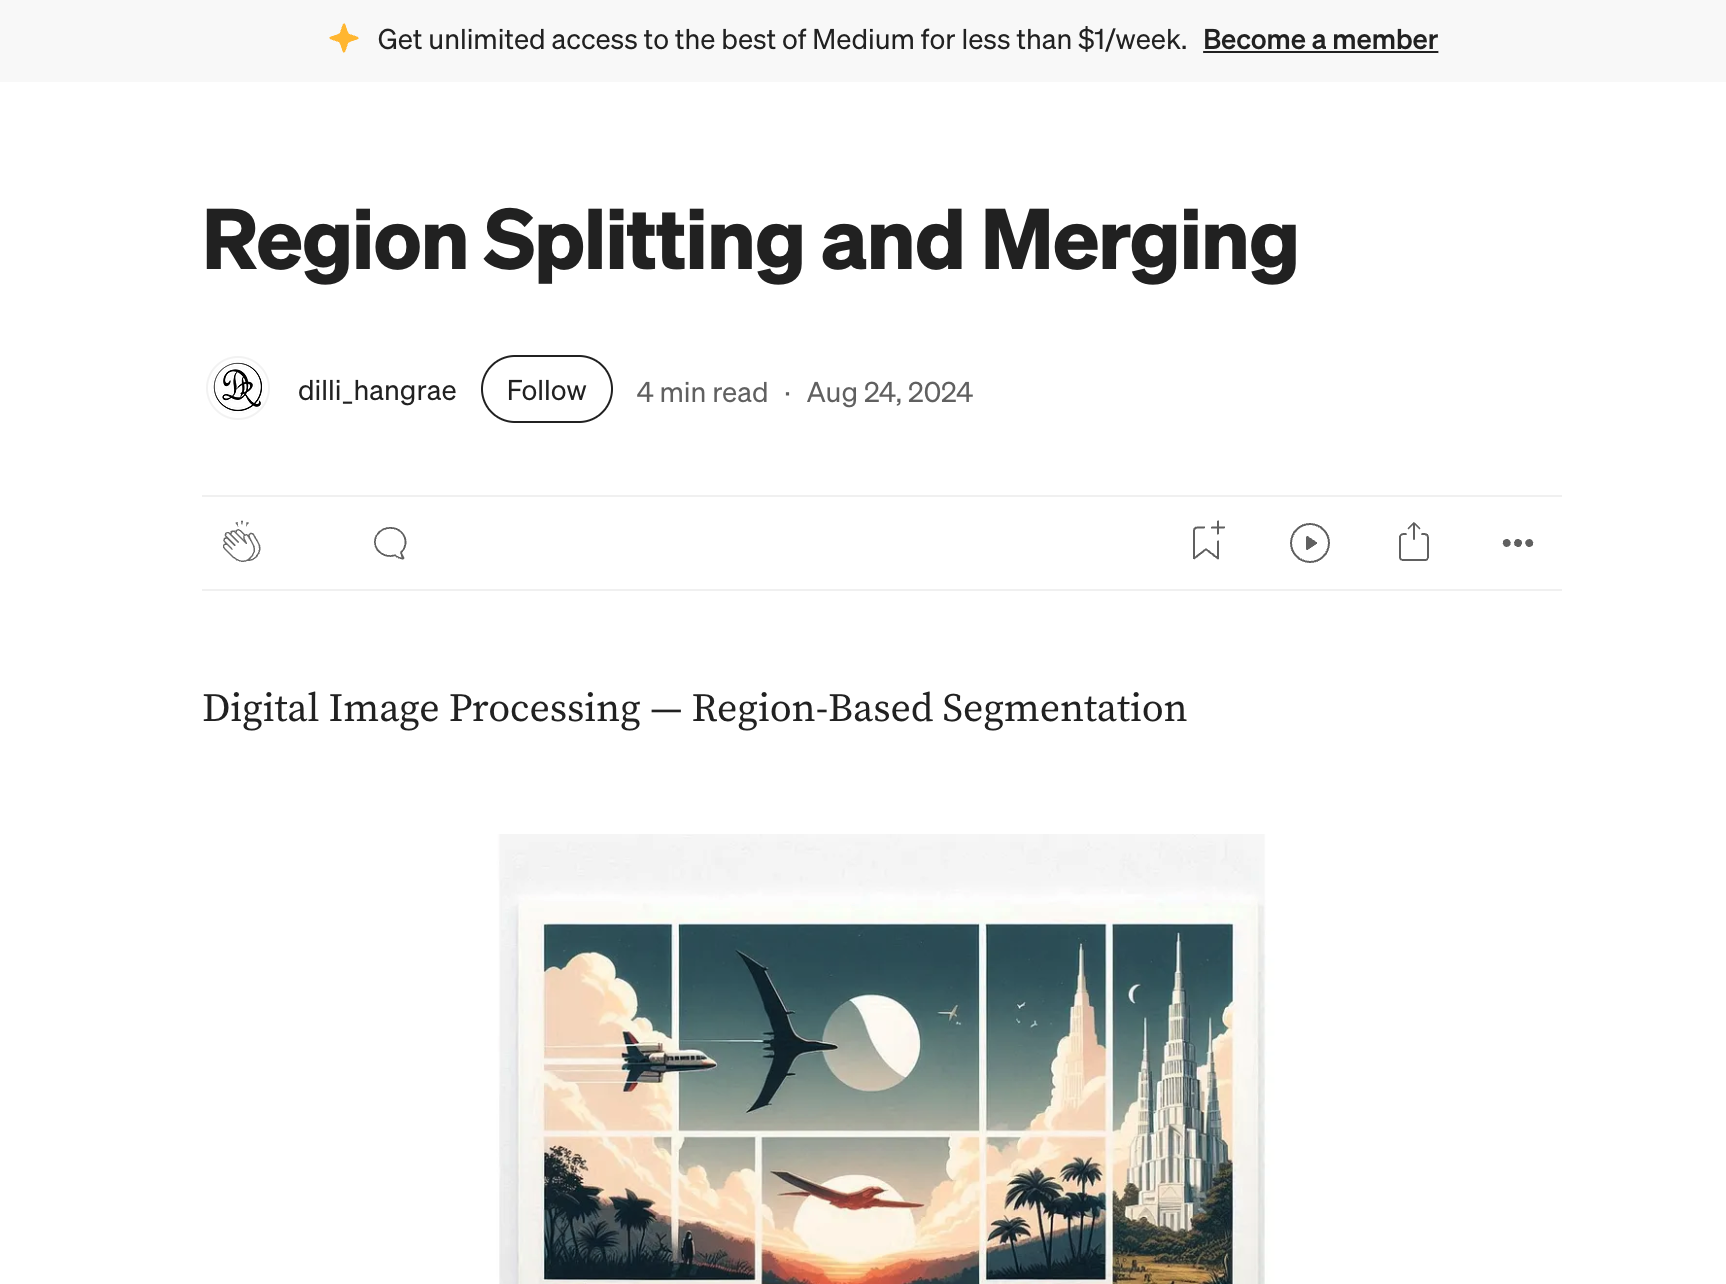 Get unlimited access to the best of Medium for less than $1/week. Become a member
Region Splitting and Merging
dilli_hangrae Follow 4 min read · Aug 24, 2024
Digital Image Processing — Region-Based Segmentation